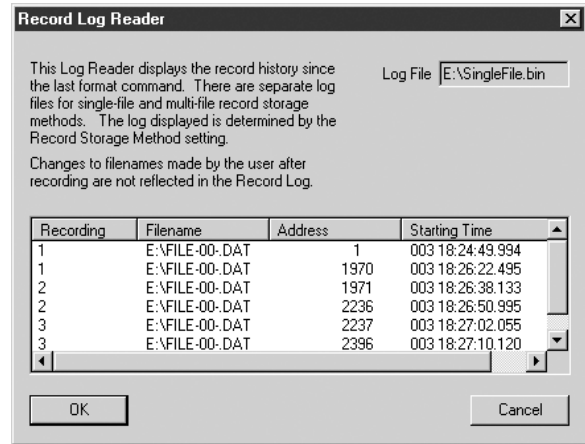 Record Log Reader
This Log Reader displays the record history since
the last format command. There are separate log
files for single-file and multi-file record storage
methods. The log displayed is determined by the
Record Storage Method setting.
Changes to filenames made by the user after
recording are not reflected in the Record Log.
Log File E:\SingleFile.bin
Recording Filename Address Starting Time
1 E:\FILE-00-.DAT 1 003 18:24:49.994
1 E:\FILE-00-.DAT 1970 003 18:26:22.495
2 E:\FILE-00-.DAT 1971 003 18:26:38.133
2 E:\FILE-00-.DAT 2236 003 18:26:50.995
3 E:\FILE-00-.DAT 2237 003 18:27:02.055
3 E:\FILE-00-.DAT 2396 003 18:27:10.120
OK Cancel